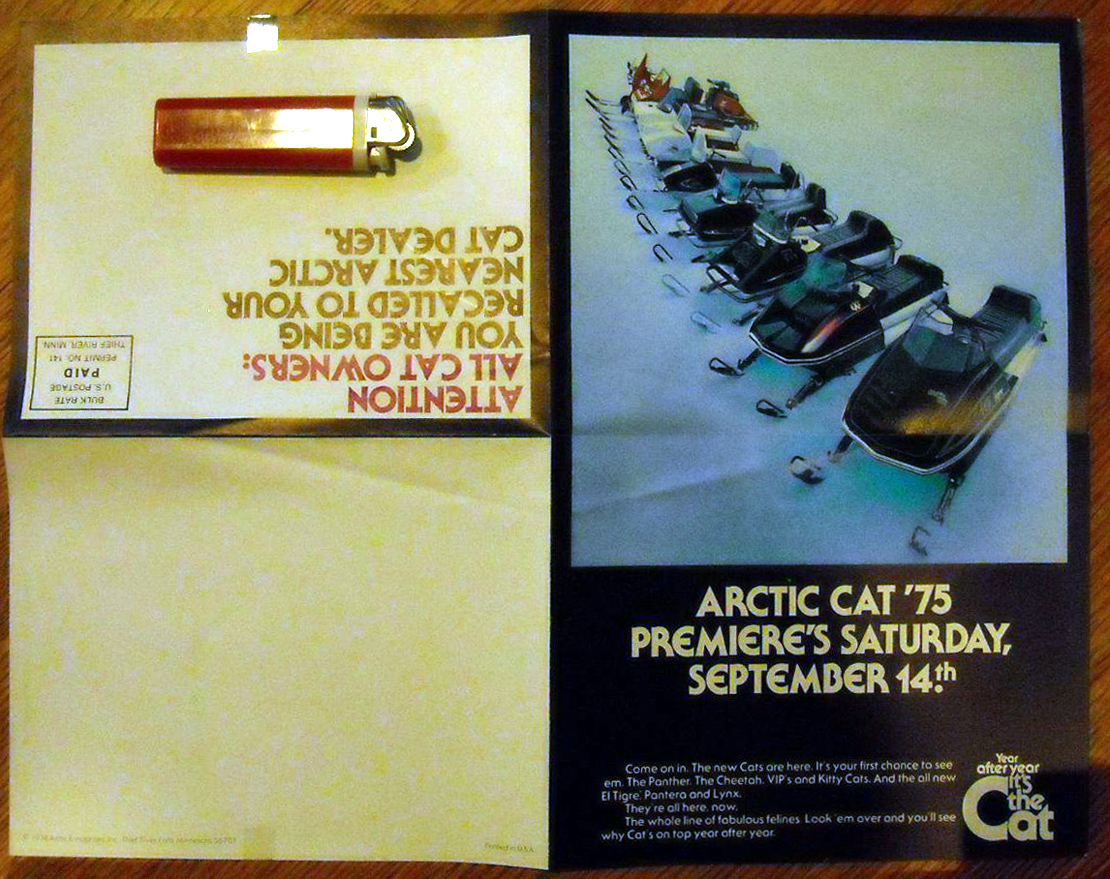 ATTENTION
ALL CAT OWNERS:
YOU ARE BEING
RECALLED TO YOUR
NEAREST ARCTIC
CAT DEALER.
BULK RATE
U.S. POSTAGE
PAID
PERMIT NO. 141
THIEF RIVER, MINN
Printed in U.S.A.
ARCTIC CAT '75
PREMIERE'S SATURDAY,
SEPTEMBER 14.th
Come on in. The new Cats are here. It's your first chance to see
em. The Panther. The Cheetah. VIP's and Kitty Cats. And the all new
El Tigre, Pantera and Lynx.
They're all here, now.
The whole line of fabulous felines. Look 'em over and you'll see
why Cat's on top year after year.
Year
after year
it's
the
Cat